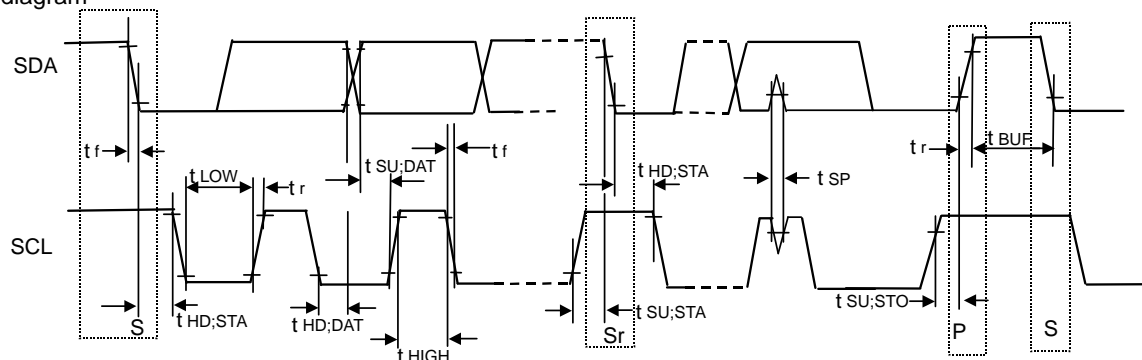 diagram
SDA
t f
t LOW
t r
t SU;DAT
t f
t HD;STA
t SP
t r
t BUF
SCL
S
t HD;STA
t HD;DAT
t HIGH
Sr
t SU;STA
t SU;STO
P
S